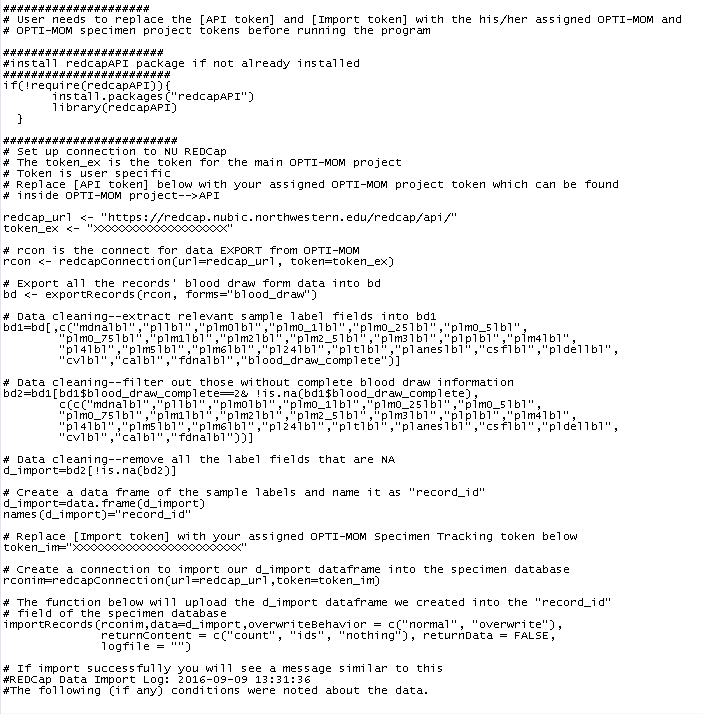 ######################
# User needs to replace the [API token] and [Import token] with the his/her assigned OPTI-MOM and
# OPTI-MOM specimen project tokens before running the program
########################
#install redcapAPI package if not already installed
#########################
if(!require(redcapAPI)){
install.packages("redcapAPI")
library(redcapAPI)
}
##########################
# Set up connection to NU REDCap
# The token_ex is the token for the main OPTI-MOM project
# Token is user specific
# Replace [API token] below with your assigned OPTI-MOM project token which can be found
# inside OPTI-MOM project-->API
redcap_url <- "https://redcap.nubic.northwestern.edu/redcap/api/"
token_ex <- "XXXXXXXXXXXXXXXXXXXX"
# rcon is the connect for data EXPORT from OPTI-MOM
rcon <- redcapConnection(url=redcap_url, token=token_ex)
# Export all the records' blood draw form data into bd
bd <- exportRecords(rcon, forms="blood_draw")
# Data cleaning--extract relevant sample label fields into bd1
bd1=bd[,c("mdnalbl","pllbl","plm0lbl","plm0_1lbl","plm0_25lbl","plm0_5lbl",
"plm0_75lbl","plm1lbl","plm2lbl","plm2_5lbl","plm3lbl","plplbl","plm4lbl",
"pl4lbl","plm5lbl","plm6lbl","pl24lbl","pltlbl","planeslbl","csflbl","pldellbl",
"cvlbl","calbl","fdnalbl","blood_draw_complete")]
# Data cleaning--filter out those without complete blood draw information
bd2=bd1[bd1$blood_draw_complete==2& !is.na(bd1$blood_draw_complete),
c(c("mdnalbl","pllbl","plm0lbl","plm0_1lbl","plm0_25lbl","plm0_5lbl",
"plm0_75lbl","plm1lbl","plm2lbl","plm2_5lbl","plm3lbl","plplbl","plm4lbl",
"pl4lbl","plm5lbl","plm6lbl","pl24lbl","pltlbl","planeslbl","csflbl","pldellbl",
"cvlbl","calbl","fdnalbl"))]
# Data cleaning--remove all the label fields that are NA
d_import=bd2[!is.na(bd2)]
# Create a data frame of the sample labels and name it as "record_id"
d_import=data.frame(d_import)
names(d_import)="record_id"
# Replace [Import token] with your assigned OPTI-MOM Specimen Tracking token below
token_im="XXXXXXXXXXXXXXXXXXXXXXXXX"
# Create a connection to import our d_import dataframe into the specimen database
rconim=redcapConnection(url=redcap_url,token=token_im)
# The function below will upload the d_import dataframe we created into the "record_id"
# field of the specimen database
importRecords(rconim,data=d_import,overwriteBehavior = c("normal", "overwrite"),
returnContent = c("count", "ids", "nothing"), returnData = FALSE,
logfile = "")
# If import successfully you will see a message similar to this
#REDCap Data Import Log: 2016-09-09 13:31:36
#The following (if any) conditions were noted about the data.